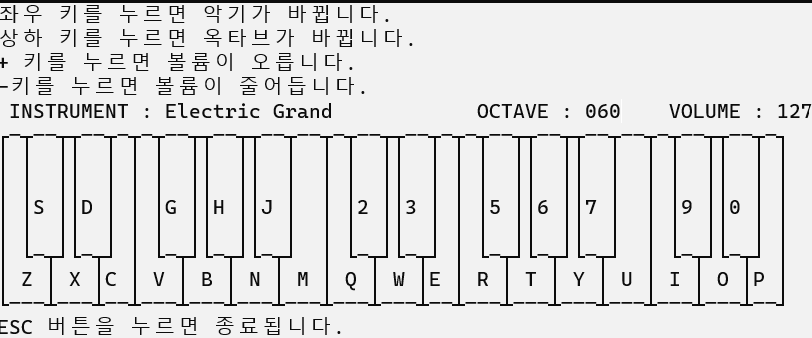 좌우 키를 누르면 악기가 바뀝니다.
상하 키를 누르면 옥타브가 바뀝니다.
+ 키를 누르면 볼륨이 오릅니다.
-키를 누르면 볼륨이 줄어듭니다.
INSTRUMENT : Electric Grand OCTAVE : 060 VOLUME : 127
S D G H J 2 3 5 6 7 9 0
Z X C V B N M Q W E R T Y U I O P
ESC 버튼을 누르면 종료됩니다.